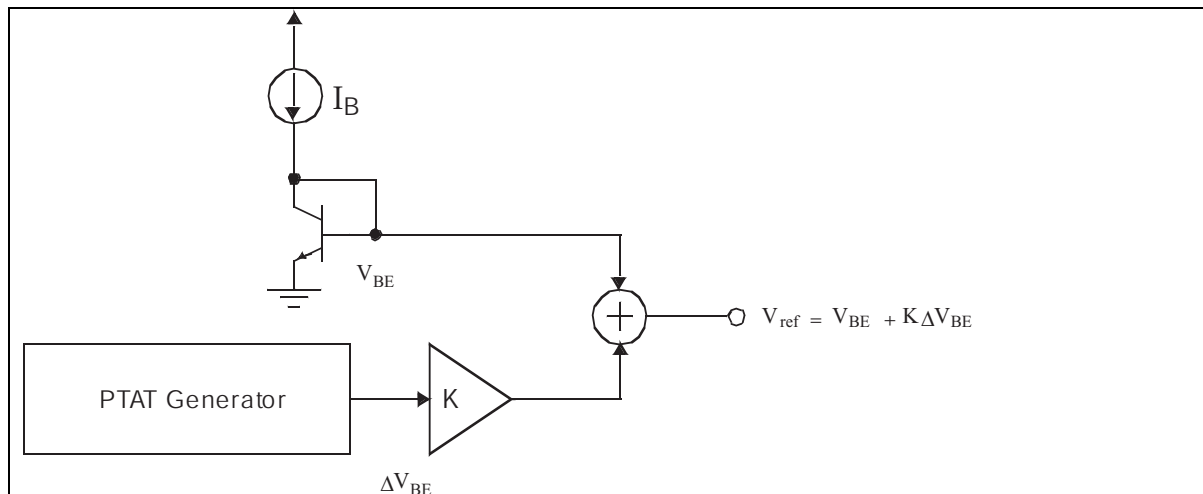 I_B
V_BE
V_ref = V_BE + KΔV_BE
PTAT Generator
K
ΔV_BE